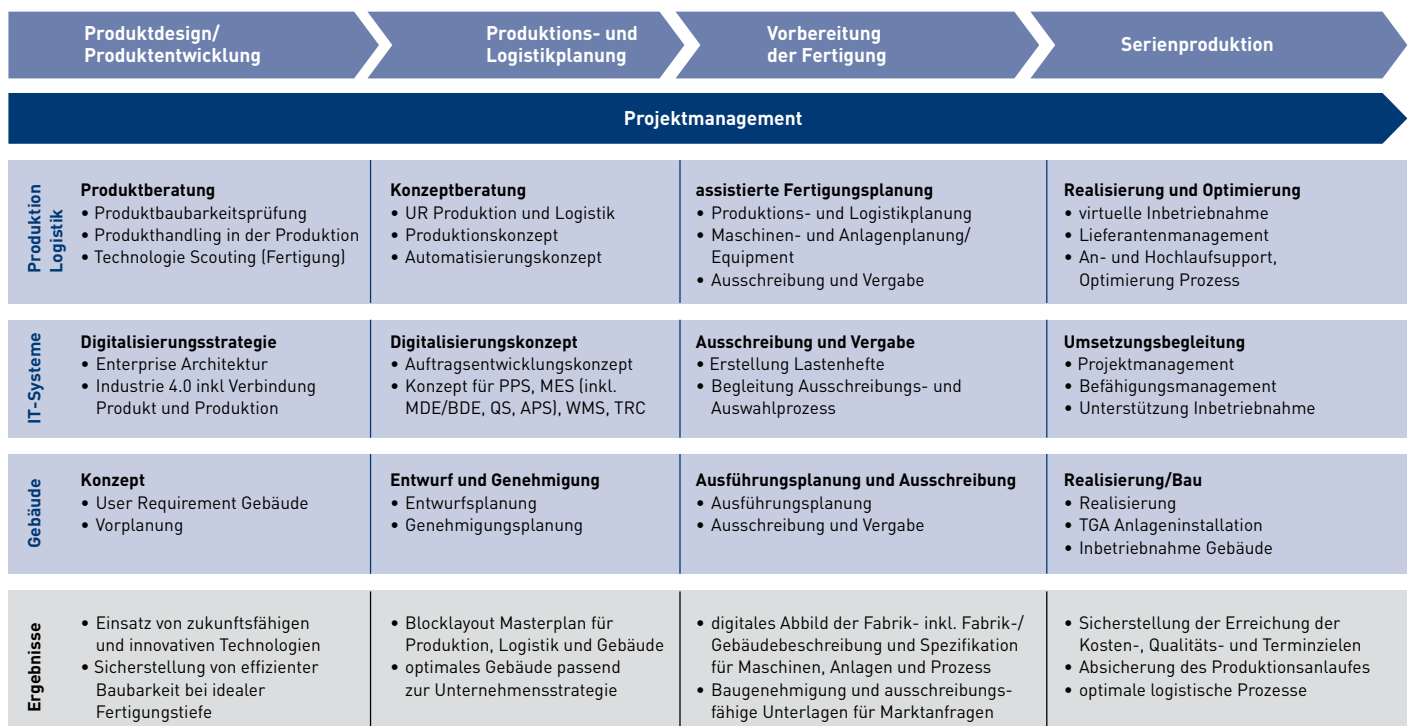 Produktdesign/
Produktentwicklung
Produktions- und
Logistikplanung
Vorbereitung
der Fertigung
Serienproduktion
Projektmanagement
Produktion
Logistik
Produktberatung
• Produktbaubarkeitsprüfung
• Produkthandling in der Produktion
• Technologie Scouting (Fertigung)
Konzeptberatung
• UR Produktion und Logistik
• Produktionskonzept
• Automatisierungskonzept
assistierte Fertigungsplanung
• Produktions- und Logistikplanung
• Maschinen- und Anlagenplanung/
Equipment
• Ausschreibung und Vergabe
Realisierung und Optimierung
• virtuelle Inbetriebnahme
• Lieferantenmanagement
• An- und Hochlaufsupport,
Optimierung Prozess
IT-Systeme
Digitalisierungsstrategie
• Enterprise Architektur
• Industrie 4.0 inkl Verbindung
Produkt und Produktion
Digitalisierungskonzept
• Auftragsentwicklungskonzept
• Konzept für PPS, MES (inkl.
MDE/BDE, QS, APS), WMS, TRC
Ausschreibung und Vergabe
• Erstellung Lastenhefte
• Begleitung Ausschreibungs- und
Auswahlprozess
Umsetzungsbegleitung
• Projektmanagement
• Befähigungsmanagement
• Unterstützung Inbetriebnahme
Gebäude
Konzept
• User Requirement Gebäude
• Vorplanung
Entwurf und Genehmigung
• Entwurfsplanung
• Genehmigungsplanung
Ausführungsplanung und Ausschreibung
• Ausführungsplanung
• Ausschreibung und Vergabe
Realisierung/Bau
• Realisierung
• TGA Anlageninstallation
• Inbetriebnahme Gebäude
Ergebnisse
• Einsatz von zukunftsfähigen
und innovativen Technologien
• Sicherstellung von effizienter
Baubarkeit bei idealer
Fertigungstiefe
• Blocklayout Masterplan für
Produktion, Logistik und Gebäude
• optimales Gebäude passend
zur Unternehmensstrategie
• digitales Abbild der Fabrik- inkl. Fabrik-/
Gebäudebeschreibung und Spezifikation
für Maschinen, Anlagen und Prozess
• Baugenehmigung und ausschreibungs-
fähige Unterlagen für Marktanfragen
• Sicherstellung der Erreichung der
Kosten-, Qualitäts- und Terminzielen
• Absicherung des Produktionsanlaufes
• optimale logistische Prozesse